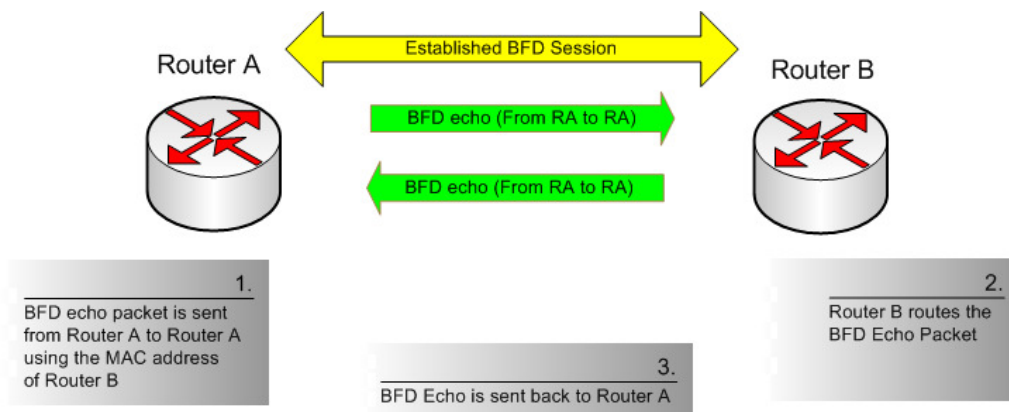 Established BFD Session
Router A
Router B
BFD echo (From RA to RA)
BFD echo (From RA to RA)
1.
BFD echo packet is sent
from Router A to Router A
using the MAC address
of Router B
2.
Router B routes the
BFD Echo Packet
3.
BFD Echo is sent back to Router A